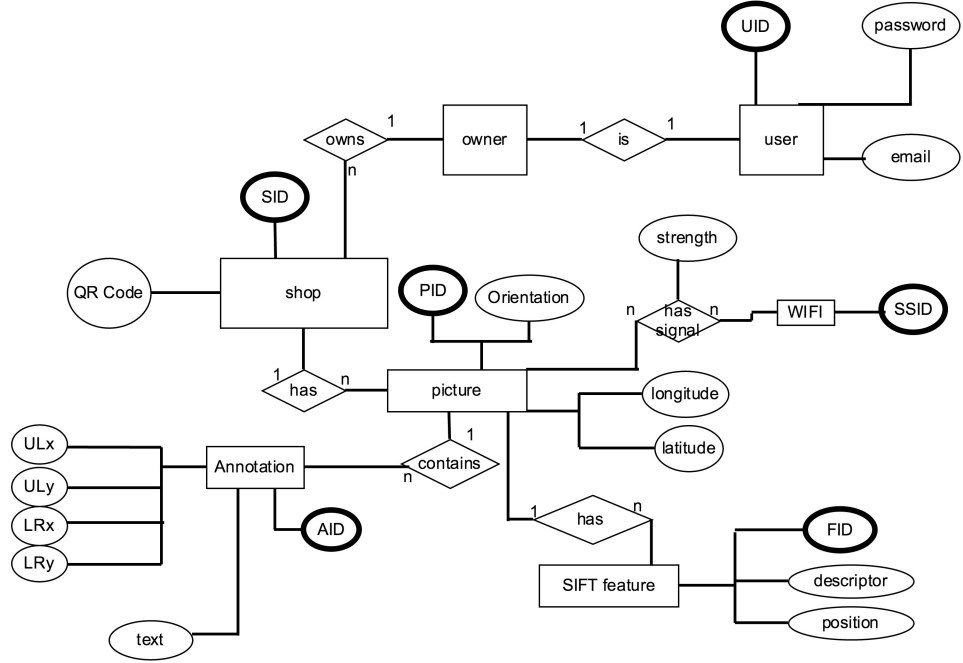 UID
password
1
owns
owner
1
is
1
user
n
email
SID
strength
QR Code
shop
PID
Orientation
n
has
signal
n
WIFI
SSID
1
has
n
picture
longitude
ULx
1
latitude
Annotation
contains
n
ULy
LRx
AID
1
has
n
FID
LRy
SIFT feature
descriptor
text
position